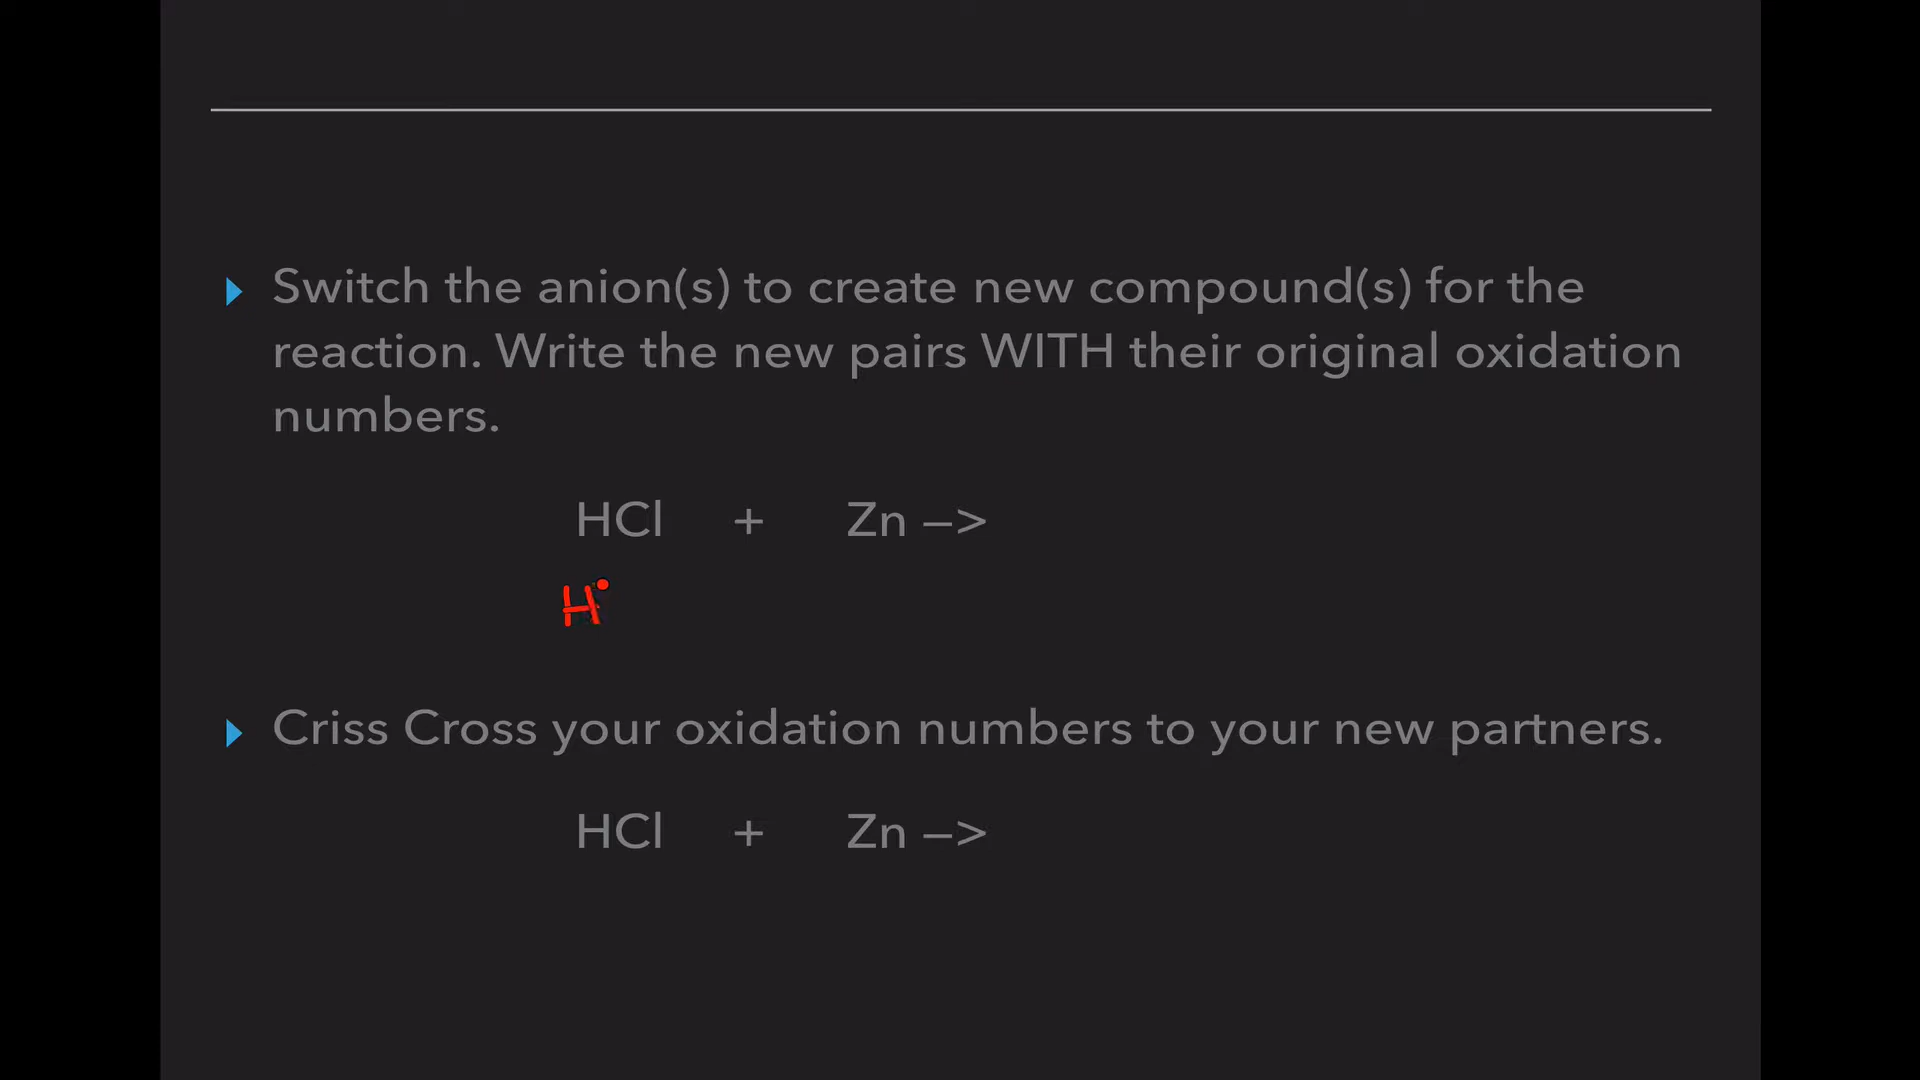 Switch the anion(s) to create new compound(s) for the
reaction. Write the new pairs WITH their original oxidation
numbers.
HCl + Zn —>
H
Criss Cross your oxidation numbers to your new partners.
HCl + Zn —>